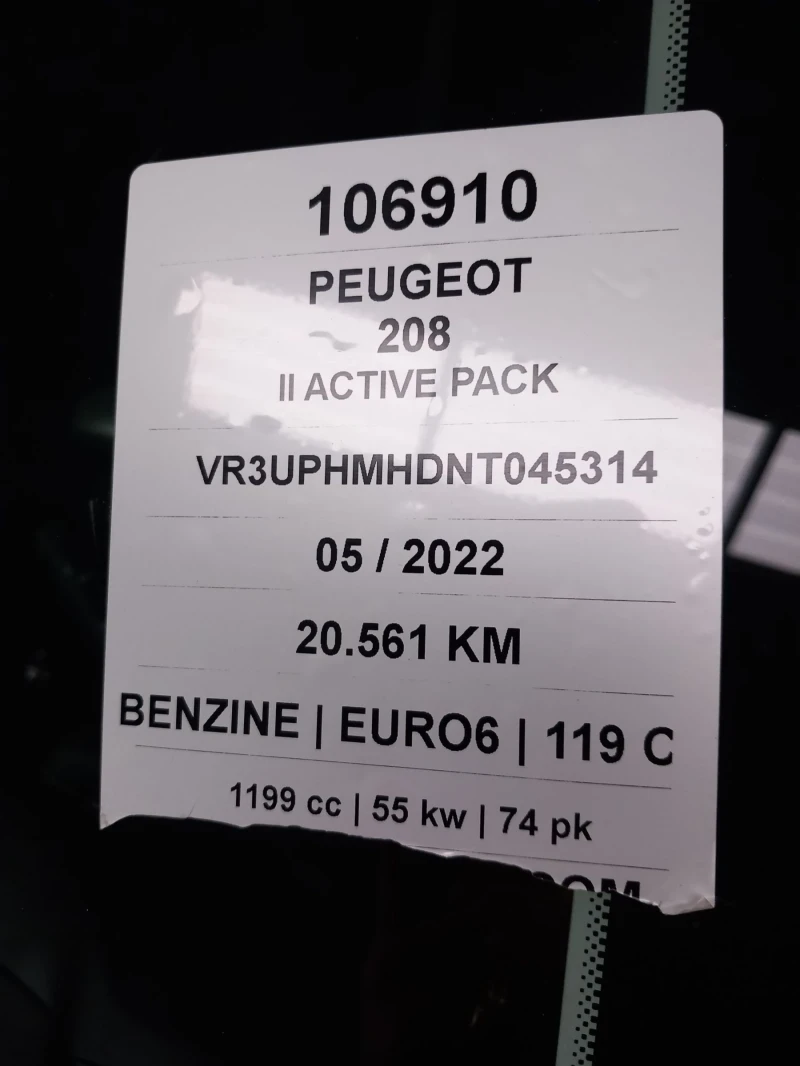 106910
PEUGEOT
208
II ACTIVE PACK
VR3UPHMHDNT045314
05 / 2022
20.561 KM
BENZINE | EURO6 | 119 C
1199 cc | 55 kw | 74 pk